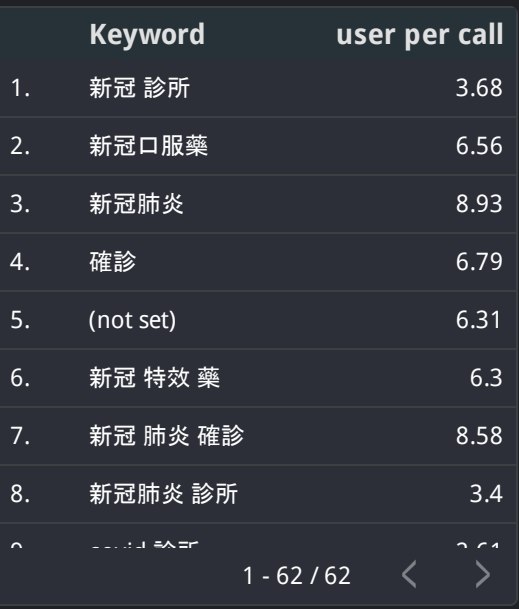 Keyword user per call
1. 新冠 診所 3.68
2. 新冠口服藥 6.56
3. 新冠肺炎 8.93
4. 確診 6.79
5. (not set) 6.31
6. 新冠 特效 藥 6.3
7. 新冠 肺炎 確診 8.58
8. 新冠肺炎 診所 3.4
1 - 62 / 62